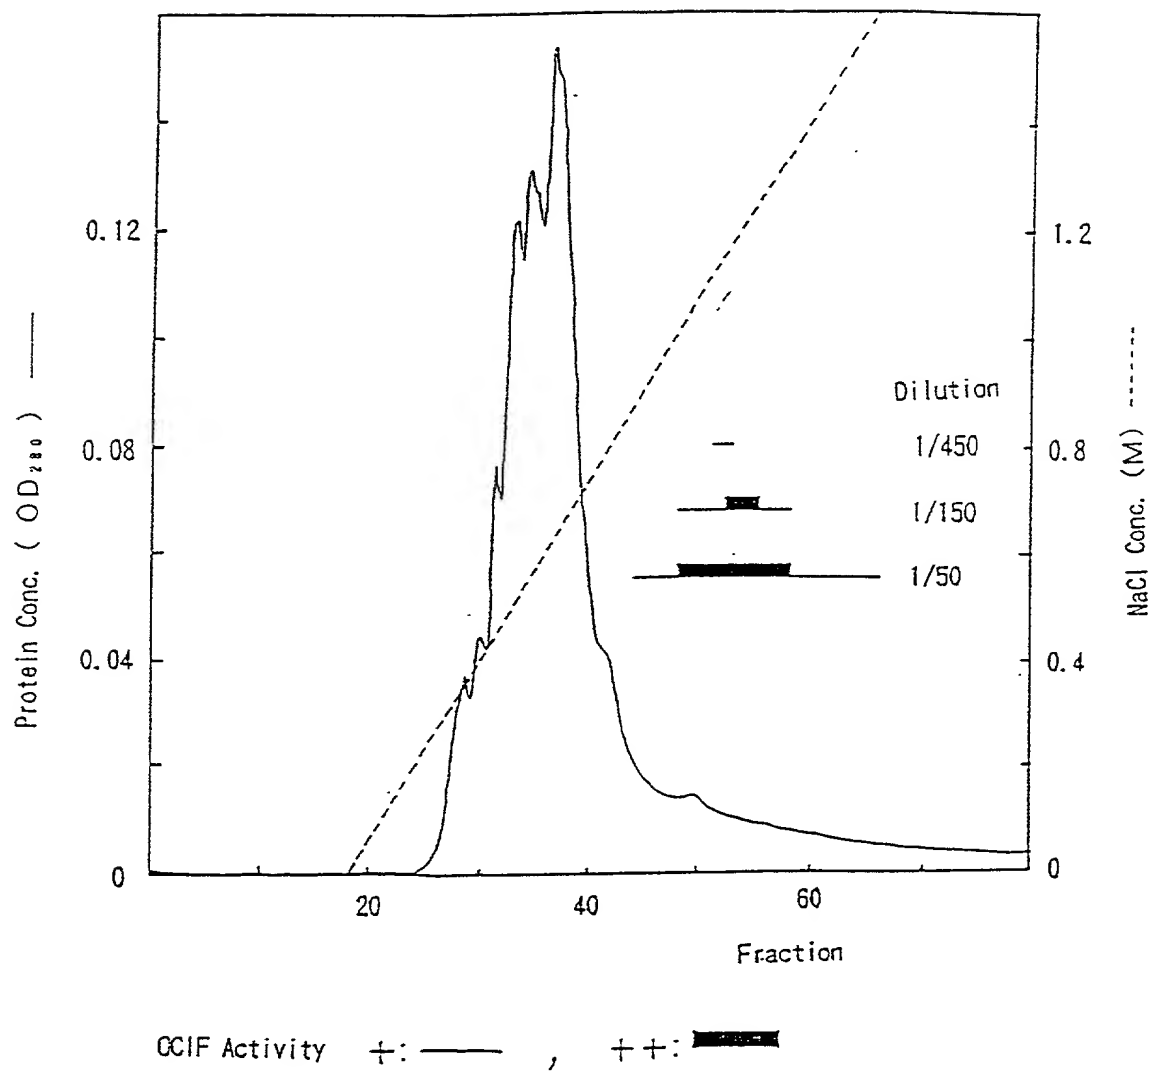 0.12
0.08
0.04
0
Protein Conc. ( OD₂₈₀ )
1.2
0.8
0.4
0
NaCl Conc. (M)
Dilution
1/450
1/150
1/50
20
40
60
Fraction
OCIF Activity +: , ++: